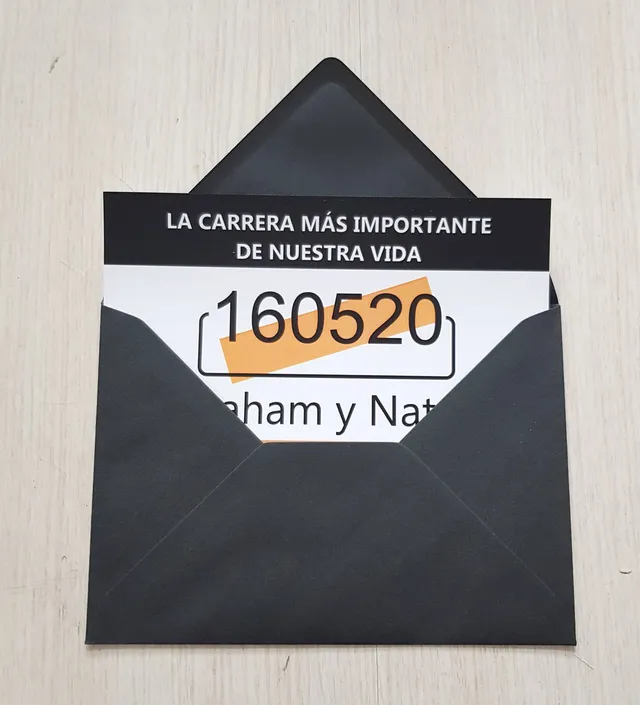 LA CARRERA MÁS IMPORTANTE
DE NUESTRA VIDA
160520
aham y Nat